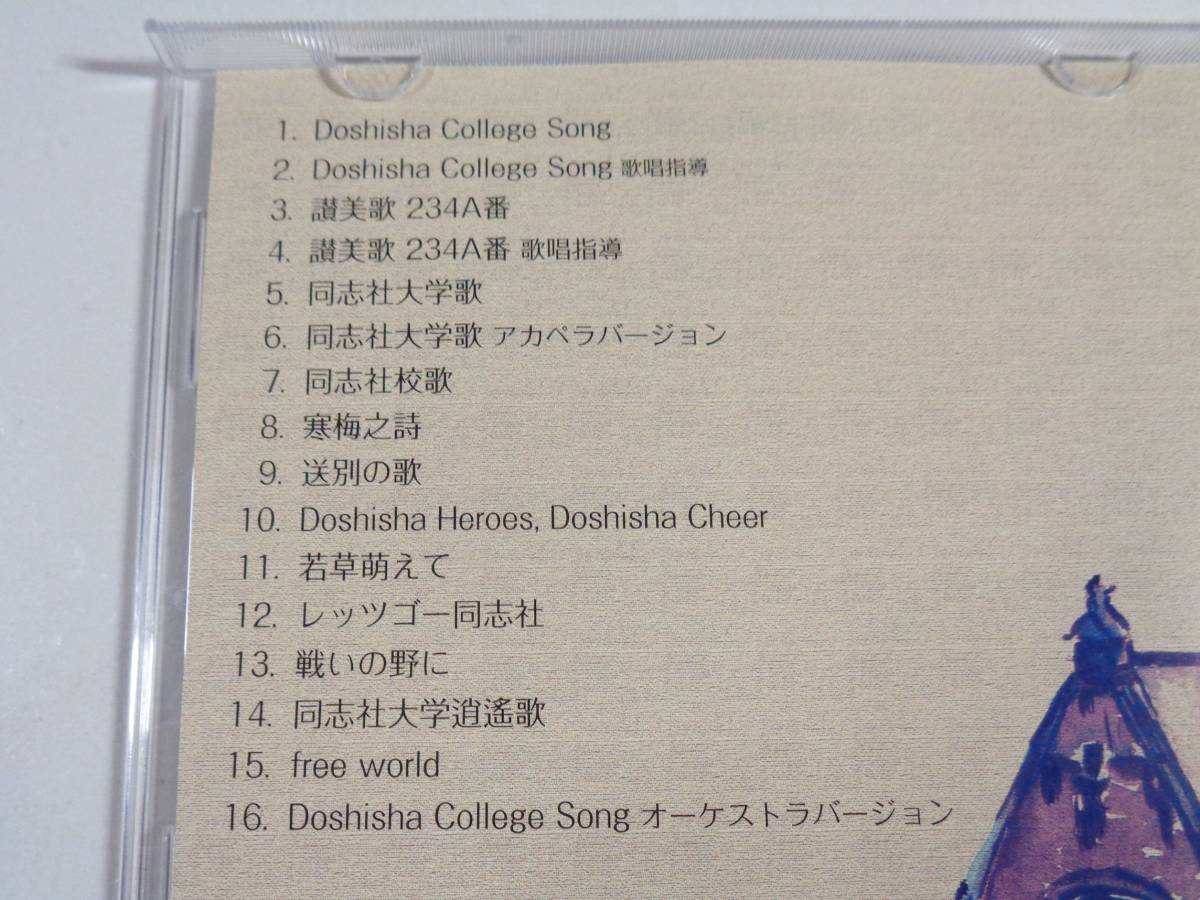 1. Doshisha College Song
2. Doshisha College Song 歌唱指導
3. 讃美歌 234A番
4. 讃美歌 234A番 歌唱指導
5. 同志社大学歌
6. 同志社大学歌 アカペラバージョン
7. 同志社校歌
8. 寒梅之詩
9. 送別の歌
10. Doshisha Heroes, Doshisha Cheer
11. 若草萌えて
12. レッツゴー同志社
13. 戦いの野に
14. 同志社大学逍遙歌
15. free world
16. Doshisha College Song オーケストラバージョン